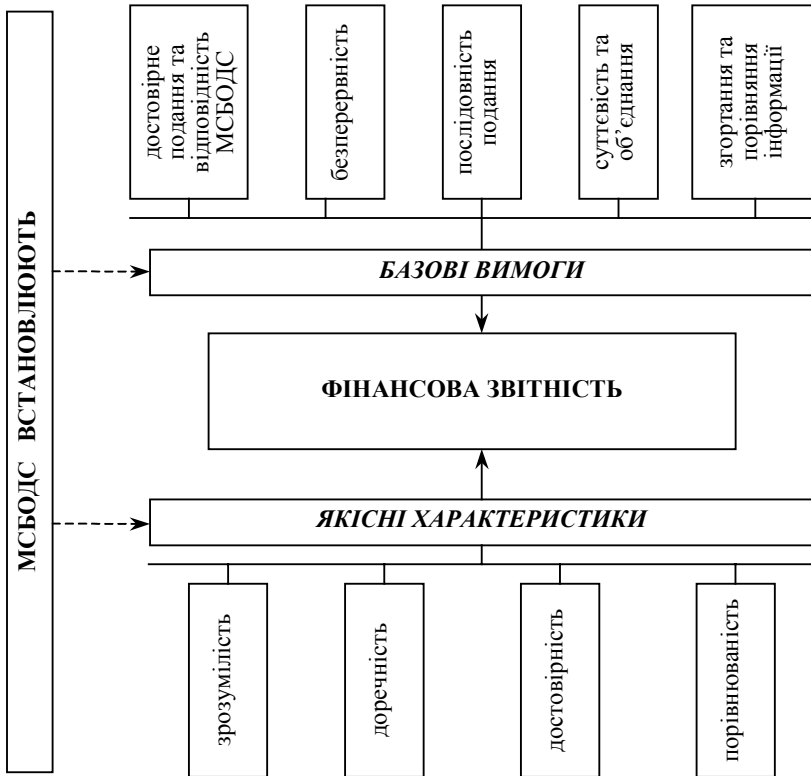 МСБОДС ВСТАНОВЛЮЮТЬ
достовірне
подання та
відповідність
МСБОДС
безперервність
послідовність
подання
суттєвість та
об’єднання
згортання та
порівняння
інформації
БАЗОВІ ВИМОГИ
ФІНАНСОВА ЗВІТНІСТЬ
ЯКІСНІ ХАРАКТЕРИСТИКИ
зрозумілість
доречність
достовірність
порівнюваність